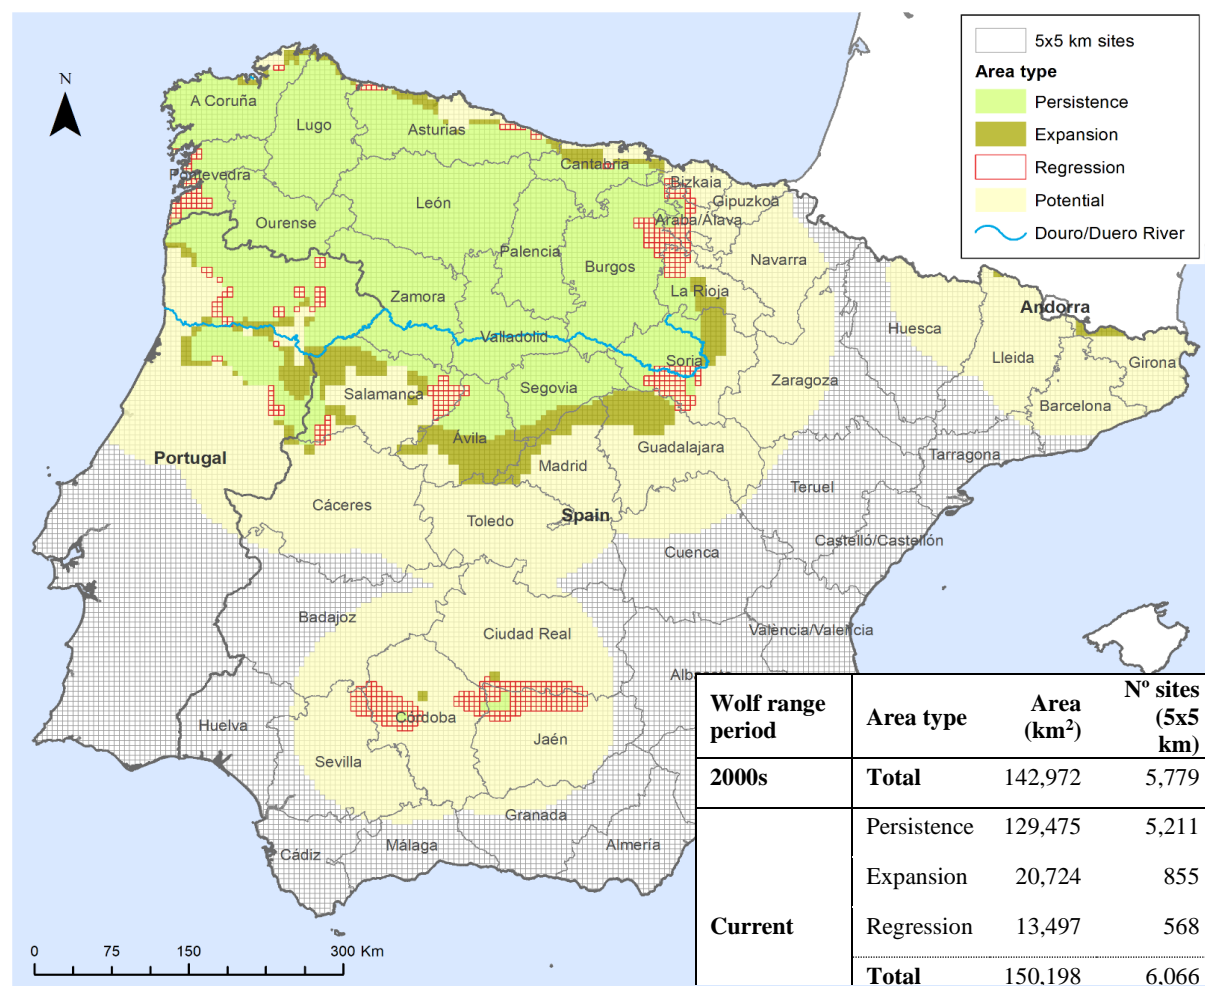 N
5x5 km sites
Area type
Persistence
Expansion
Regression
Potential
Douro/Duero River
A Coruña
Lugo
Asturias
Cantabria
Bizkaia
Gipuzkoa
Pontevedra
Araba/Álava
León
Ourense
Palencia
Burgos
Navarra
La Rioja
Zamora
Andorra
Huesca
Valladolid
Lleida
Girona
Soria
Zaragoza
Segovia
Salamanca
Barcelona
Avila
Guadalajara
Portugal
Madrid
Tarragona
Teruel
Cáceres
Toledo
Spain
Castelló/Castellón
Cuenca
Badajoz
Ciudad Real
València/Valencia
Córdoba
Huelva
Jaén
Sevilla
Granada
Málaga
Almería
Cádiz
0 75 150 300 Km
Wolf range period Area type Area (km²) Nº sites (5x5 km)
2000s Total 142,972 5,779
Current
Persistence 129,475 5,211
Expansion 20,724 855
Regression 13,497 568
Total 150,198 6,066